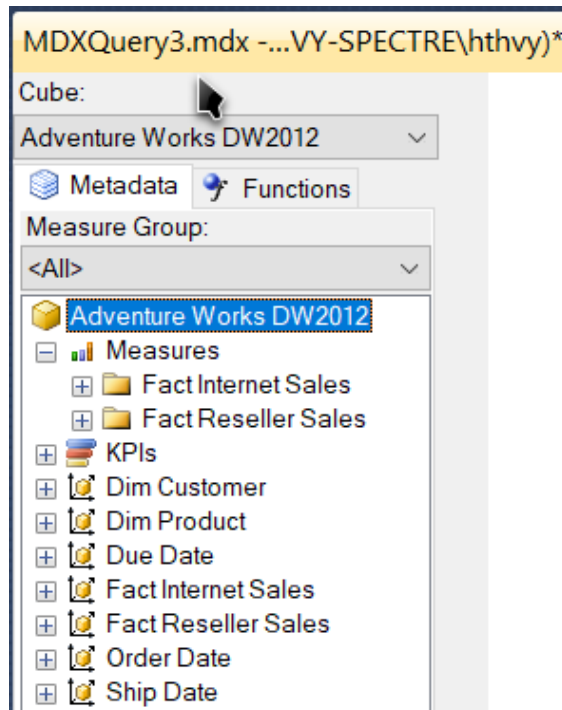 MDXQuery3.mdx -...VY-SPECTRE\hthvy)*
Cube:
Adventure Works DW2012
Metadata Functions
Measure Group:
<All>
Adventure Works DW2012
Measures
Fact Internet Sales
Fact Reseller Sales
KPIs
Dim Customer
Dim Product
Due Date
Fact Internet Sales
Fact Reseller Sales
Order Date
Ship Date